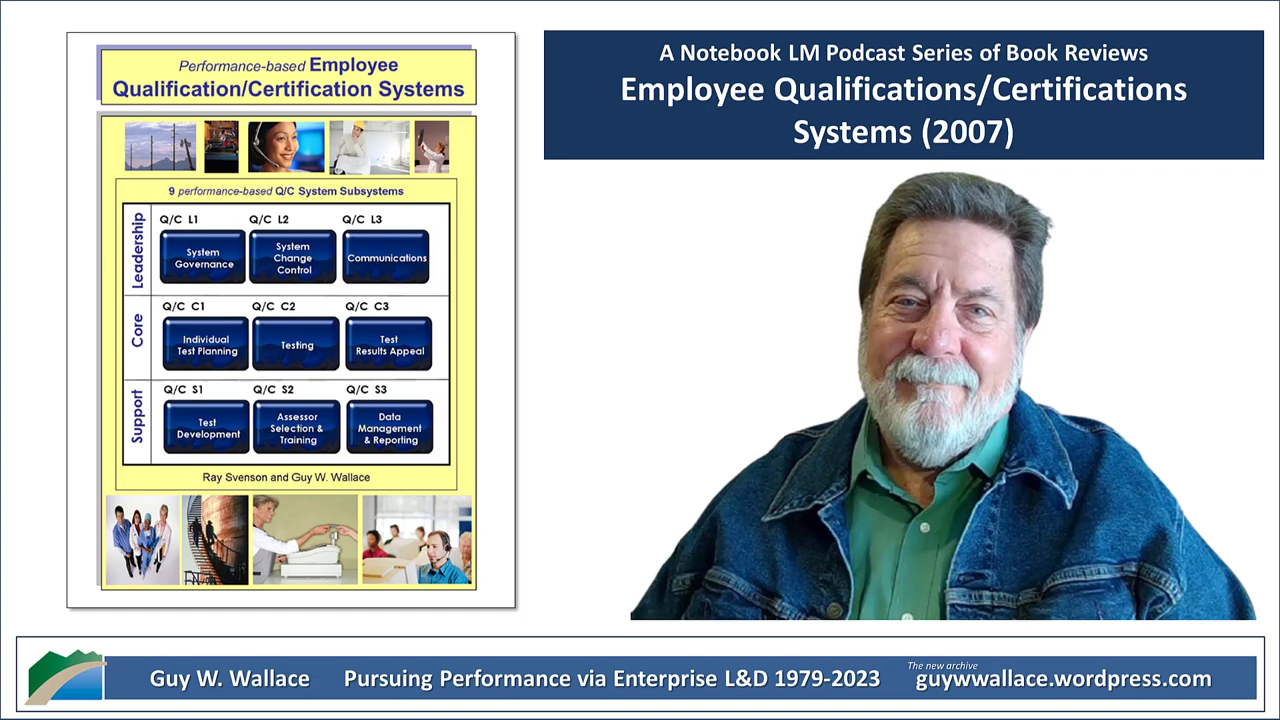 Performance-based Employee
Qualification/Certification Systems
9 performance-based Q/C System Subsystems
Leadership
Q/C L1
System
Governance
Q/C L2
System
Change
Control
Q/C L3
Communications
Core
Q/C C1
Individual
Test Planning
Q/C C2
Testing
Q/C C3
Test
Results Appeal
Support
Q/C S1
Test
Development
Q/C S2
Assessor
Selection &
Training
Q/C S3
Data
Management
& Reporting
Ray Svenson and Guy W. Wallace
A Notebook LM Podcast Series of Book Reviews
Employee Qualifications/Certifications
Systems (2007)
Guy W. Wallace
Pursuing Performance via Enterprise L&D 1979-2023
The new archive
guywwallace.wordpress.com